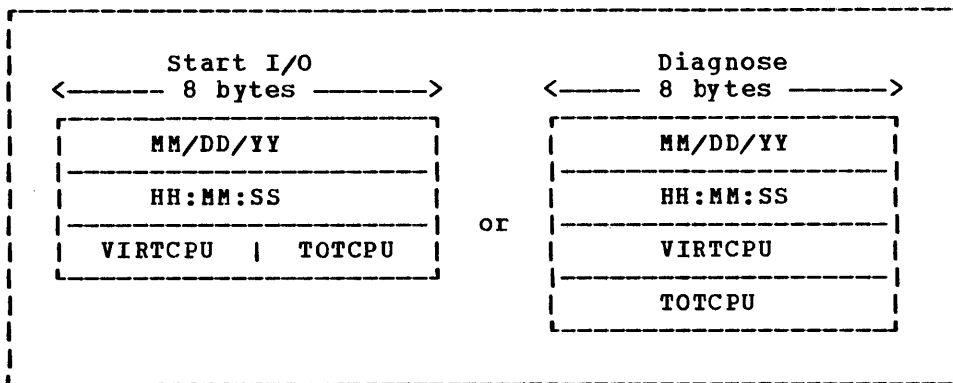 Start I/O Diagnose
<------ 8 bytes -------> <----- 8 bytes ------>
MM/DD/YY MM/DD/YY
HH:MM:SS HH:MM:SS
or
VIRTCPU | TOTCPU VIRTCPU
TOTCPU